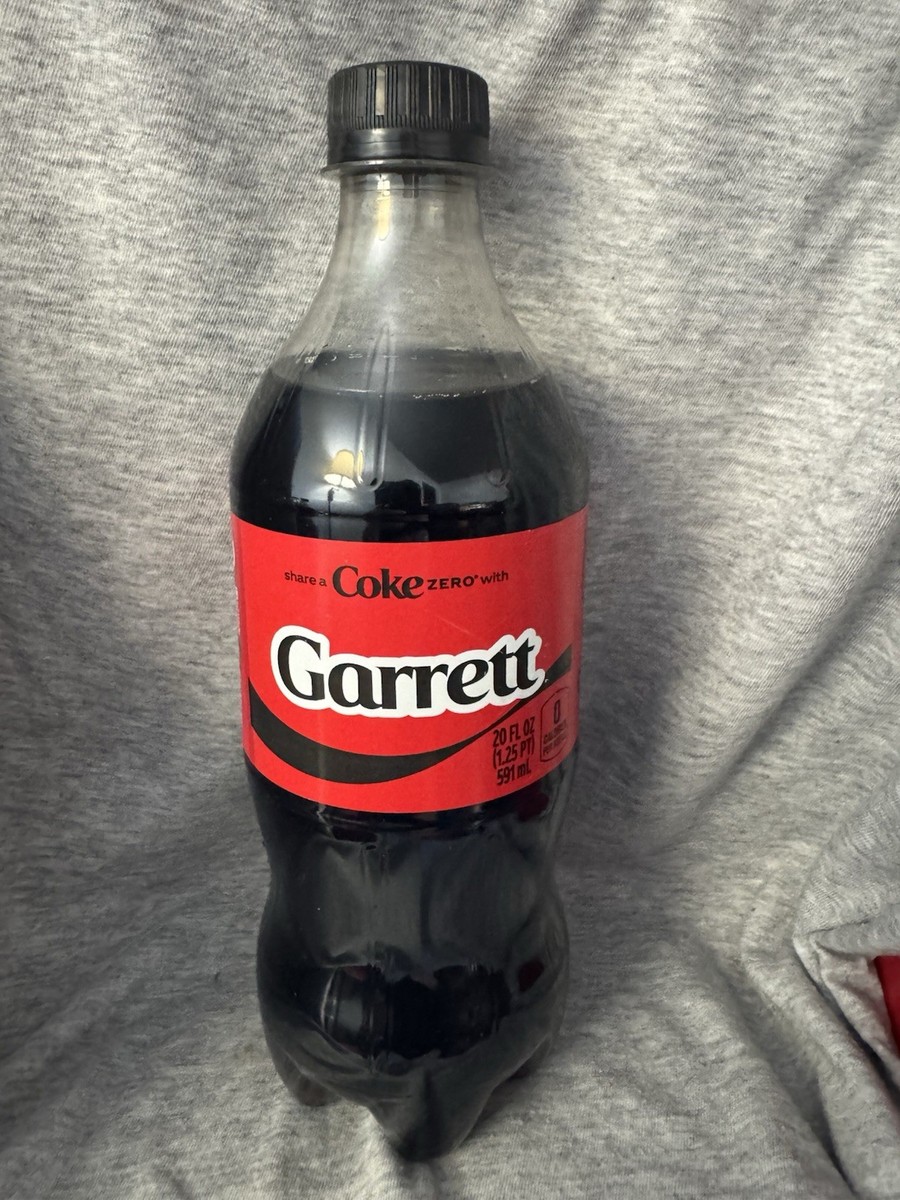 share a Coke ZERO® with
Garrett
20 FL OZ
(1.25 PT)
591 mL
0